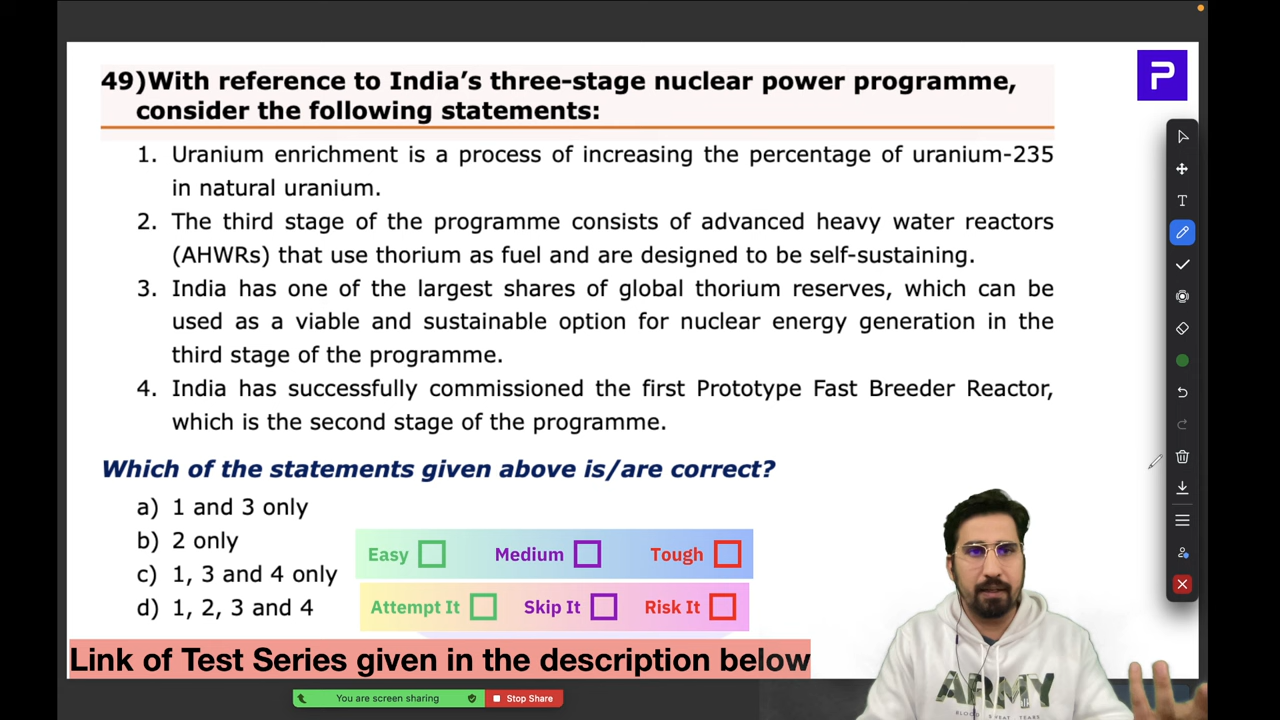 49)With reference to India's three-stage nuclear power programme,
consider the following statements:
1. Uranium enrichment is a process of increasing the percentage of uranium-235
in natural uranium.
2. The third stage of the programme consists of advanced heavy water reactors
(AHWRs) that use thorium as fuel and are designed to be self-sustaining.
3. India has one of the largest shares of global thorium reserves, which can be
used as a viable and sustainable option for nuclear energy generation in the
third stage of the programme.
4. India has successfully commissioned the first Prototype Fast Breeder Reactor,
which is the second stage of the programme.
Which of the statements given above is/are correct?
a) 1 and 3 only
b) 2 only
c) 1, 3 and 4 only
d) 1, 2, 3 and 4
Easy Medium Tough
Attempt It Skip It Risk It
Link of Test Series given in the description below
You are screen sharing Stop Share
P
T
ARMY